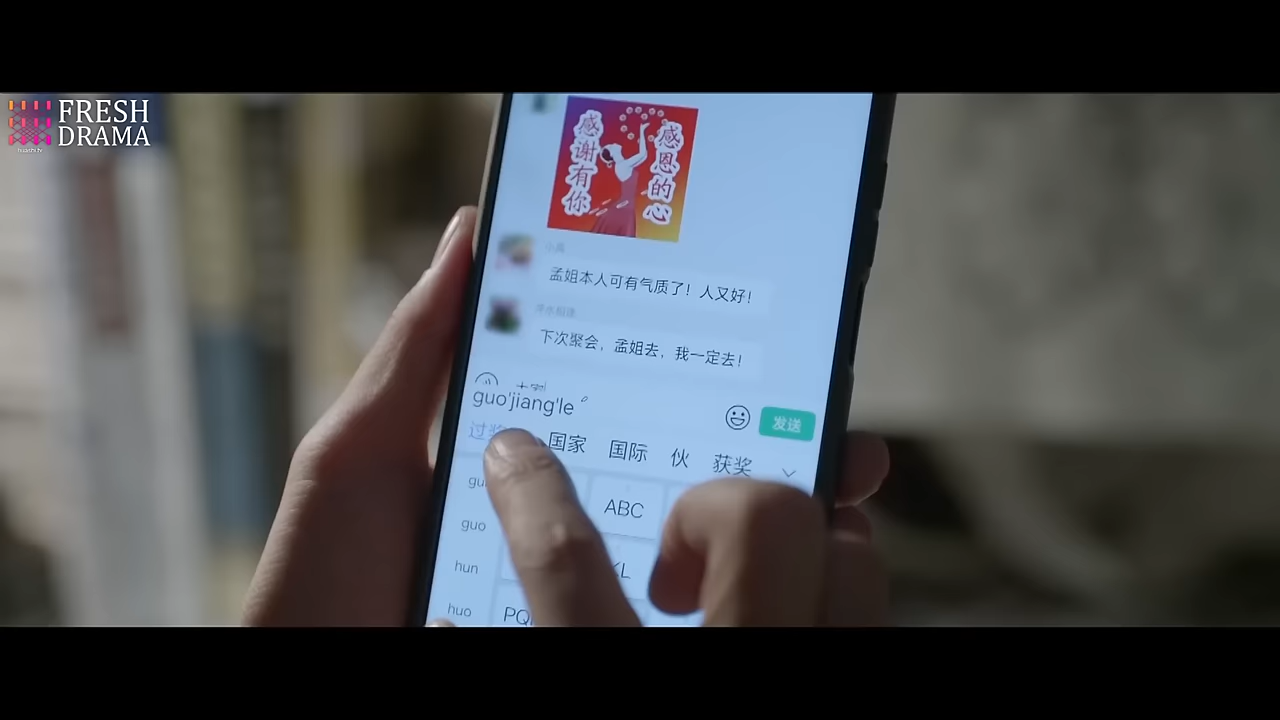 FRESH
DRAMA
huashi.tv
感谢有你
感恩的心
孟姐本人可有气质了！人又好！
下次聚会，孟姐去，我一定去！
guo'jiang'le
发送
国家 国际 伙 获奖
ABC
guo
hun
huo